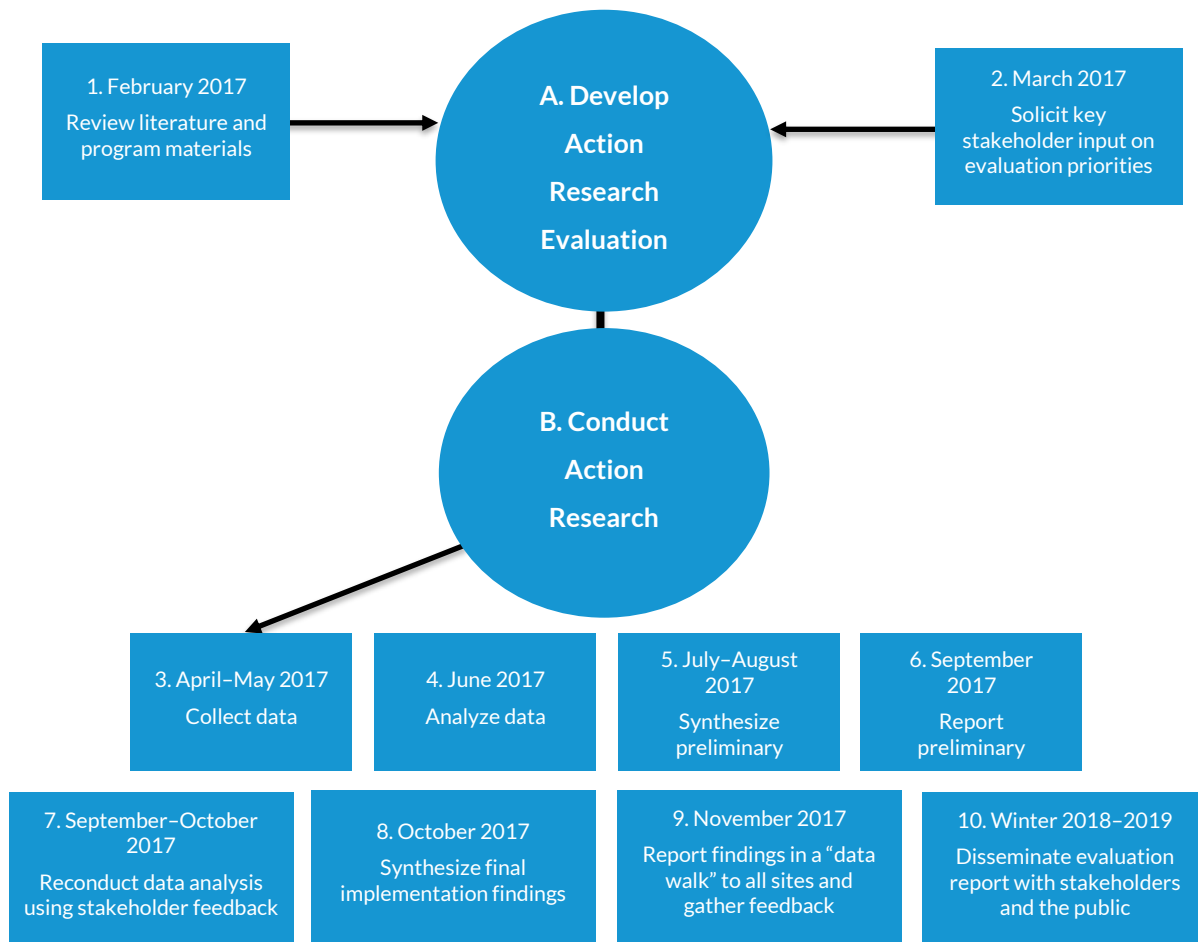 1. February 2017
Review literature and
program materials
A. Develop
Action
Research
Evaluation
2. March 2017
Solicit key
stakeholder input on
evaluation priorities
B. Conduct
Action
Research
3. April–May 2017
Collect data
4. June 2017
Analyze data
5. July–August
2017
Synthesize
preliminary
6. September
2017
Report
preliminary
7. September–October
2017
Reconduct data analysis
using stakeholder feedback
8. October 2017
Synthesize final
implementation findings
9. November 2017
Report findings in a “data
walk” to all sites and
gather feedback
10. Winter 2018–2019
Disseminate evaluation
report with stakeholders
and the public